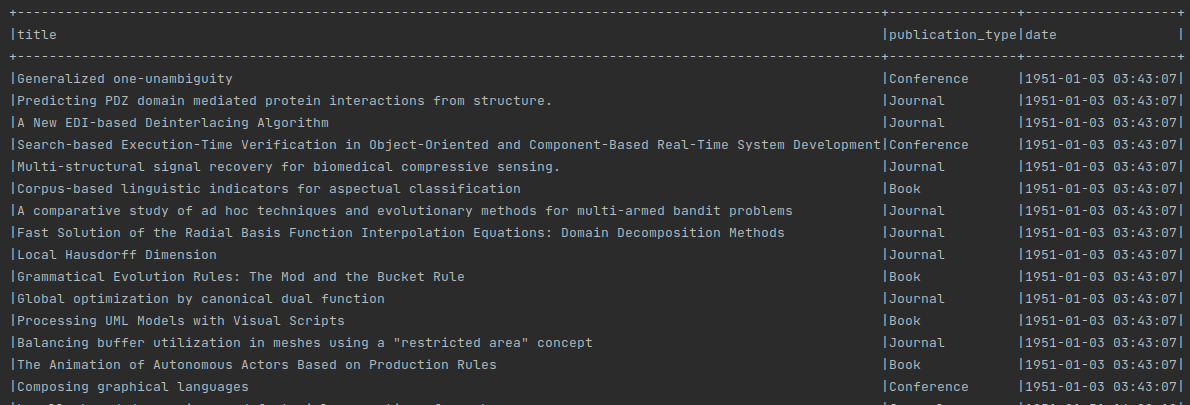 +------------------------------------------------------------------------------------------------------------+----------------+-------------------+
|title |publication_type|date |
+------------------------------------------------------------------------------------------------------------+----------------+-------------------+
|Generalized one-unambiguity |Conference |1951-01-03 03:43:07|
|Predicting PDZ domain mediated protein interactions from structure. |Journal |1951-01-03 03:43:07|
|A New EDI-based Deinterlacing Algorithm |Journal |1951-01-03 03:43:07|
|Search-based Execution-Time Verification in Object-Oriented and Component-Based Real-Time System Development|Conference |1951-01-03 03:43:07|
|Multi-structural signal recovery for biomedical compressive sensing. |Journal |1951-01-03 03:43:07|
|Corpus-based linguistic indicators for aspectual classification |Book |1951-01-03 03:43:07|
|A comparative study of ad hoc techniques and evolutionary methods for multi-armed bandit problems |Journal |1951-01-03 03:43:07|
|Fast Solution of the Radial Basis Function Interpolation Equations: Domain Decomposition Methods |Journal |1951-01-03 03:43:07|
|Local Hausdorff Dimension |Journal |1951-01-03 03:43:07|
|Grammatical Evolution Rules: The Mod and the Bucket Rule |Book |1951-01-03 03:43:07|
|Global optimization by canonical dual function |Journal |1951-01-03 03:43:07|
|Processing UML Models with Visual Scripts |Book |1951-01-03 03:43:07|
|Balancing buffer utilization in meshes using a "restricted area" concept |Journal |1951-01-03 03:43:07|
|The Animation of Autonomous Actors Based on Production Rules |Book |1951-01-03 03:43:07|
|Composing graphical languages |Conference |1951-01-03 03:43:07|